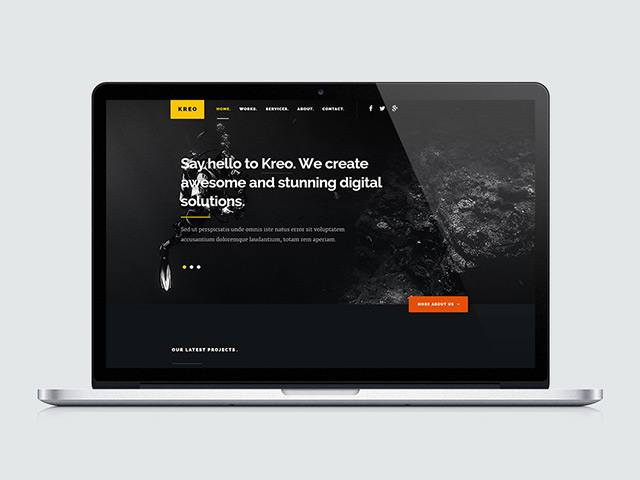 KREO
HOME. WORKS. SERVICES. ABOUT. CONTACT.
Say hello to Kreo. We create
awesome and stunning digital
solutions.
Sed ut perspiciatis unde omnis iste natus error sit voluptatem
accusantium doloremque laudantium, totam rem aperiam.
MORE ABOUT US
OUR LATEST PROJECTS.